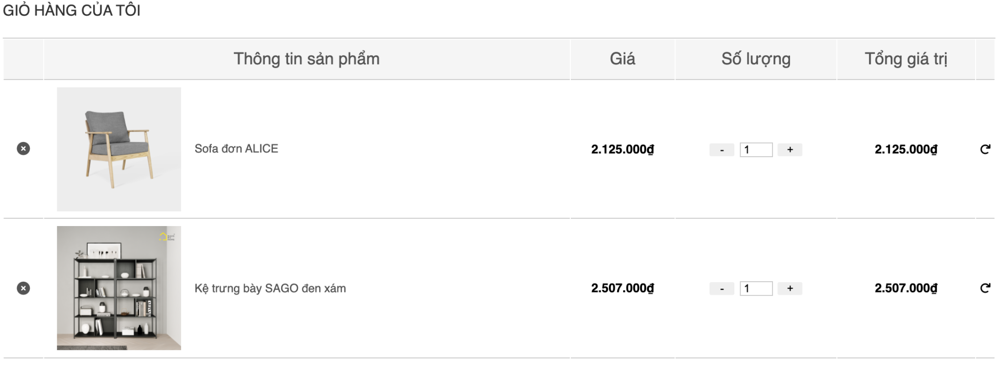 GIỎ HÀNG CỦA TÔI
Thông tin sản phẩm Giá Số lượng Tổng giá trị
Sofa đơn ALICE 2.125.000₫ - 1 + 2.125.000₫
Kệ trưng bày SAGO đen xám 2.507.000₫ - 1 + 2.507.000₫